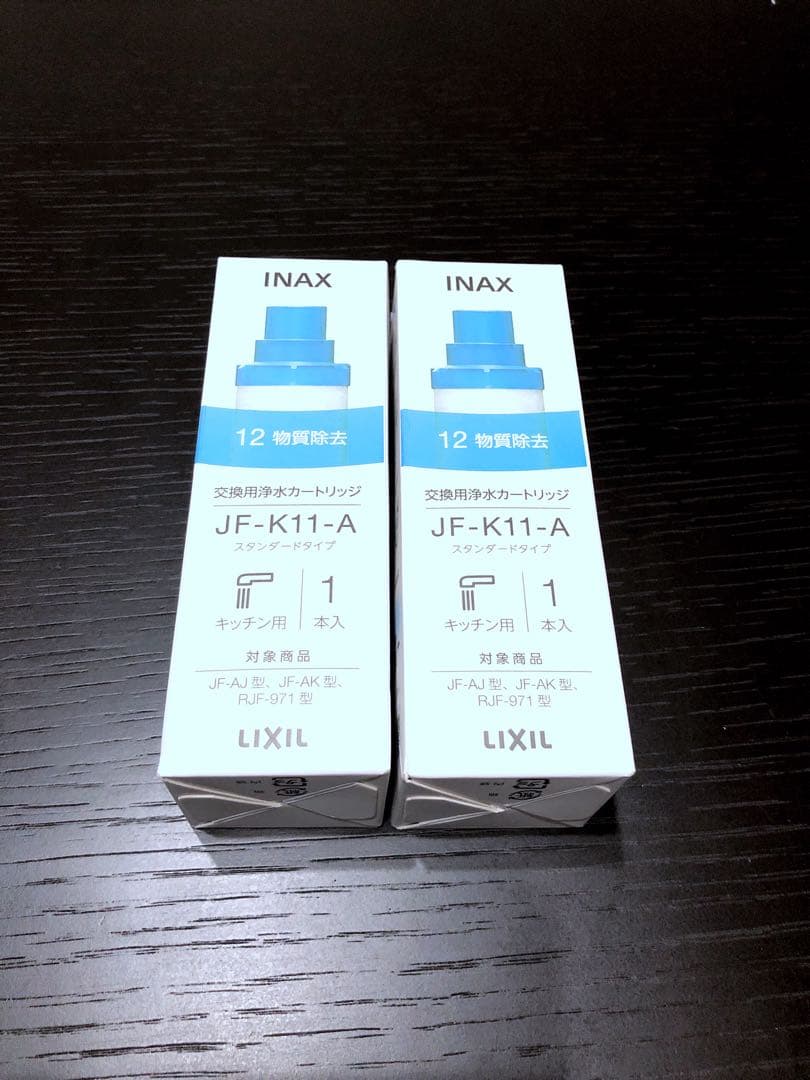 INAX
12 物質除去
交換用浄水カートリッジ
JF-K11-A
スタンダードタイプ
キッチン用
1
本入
対象商品
JF-AJ 型、JF-AK 型、
RJF-971 型
LIXIL
INAX
12 物質除去
交換用浄水カートリッジ
JF-K11-A
スタンダードタイプ
キッチン用
1
本入
対象商品
JF-AJ 型、JF-AK 型、
RJF-971 型
LIXIL